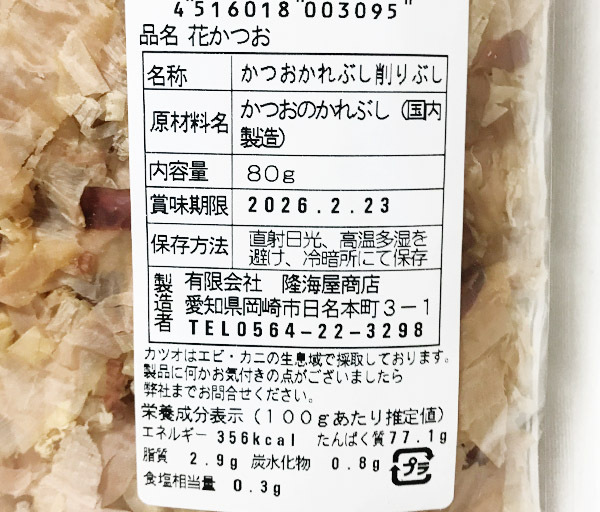 4"516018"003095"
品名 花かつお
名称 かつおかれぶし削りぶし
原材料名 かつおのかれぶし（国内
製造）
内容量 80g
賞味期限 2026.2.23
保存方法 直射日光、高温多湿を
避け、冷暗所にて保存
製造者 有限会社 隆海屋商店
愛知県岡崎市日名本町3-1
TEL0564-22-3298
カツオはエビ・カニの生息域で採取しております。
製品に何かお気付きの点がございましたら
弊社までお問合せください。
栄養成分表示（100gあたり推定値）
エネルギー 356kcal たんぱく質77.1g
脂質 2.9g 炭水化物 0.8g
食塩相当量 0.3g
プラ